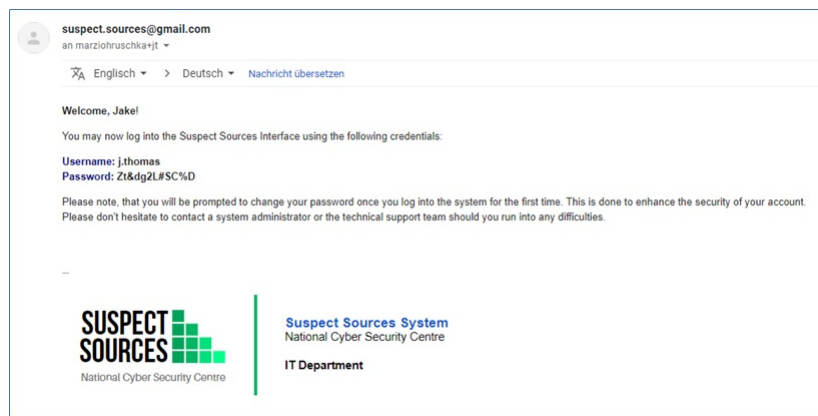 suspect.sources@gmail.com
an marziohruschka+jt
Englisch > Deutsch Nachricht übersetzen
Welcome, Jake!
You may now log into the Suspect Sources Interface using the following credentials:
Username: j.thomas
Password: Zt&dg2L#SC%D
Please note, that you will be prompted to change your password once you log into the system for the first time. This is done to enhance the security of your account.
Please don't hesitate to contact a system administrator or the technical support team should you run into any difficulties.
--
SUSPECT
SOURCES
National Cyber Security Centre
Suspect Sources System
National Cyber Security Centre
IT Department